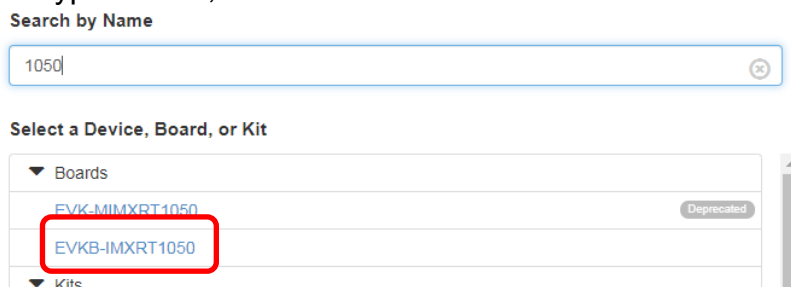 Search by Name
1050
Select a Device, Board, or Kit
Boards
EVK-MIMXRT1050 Deprecated
EVKB-IMXRT1050
Kits